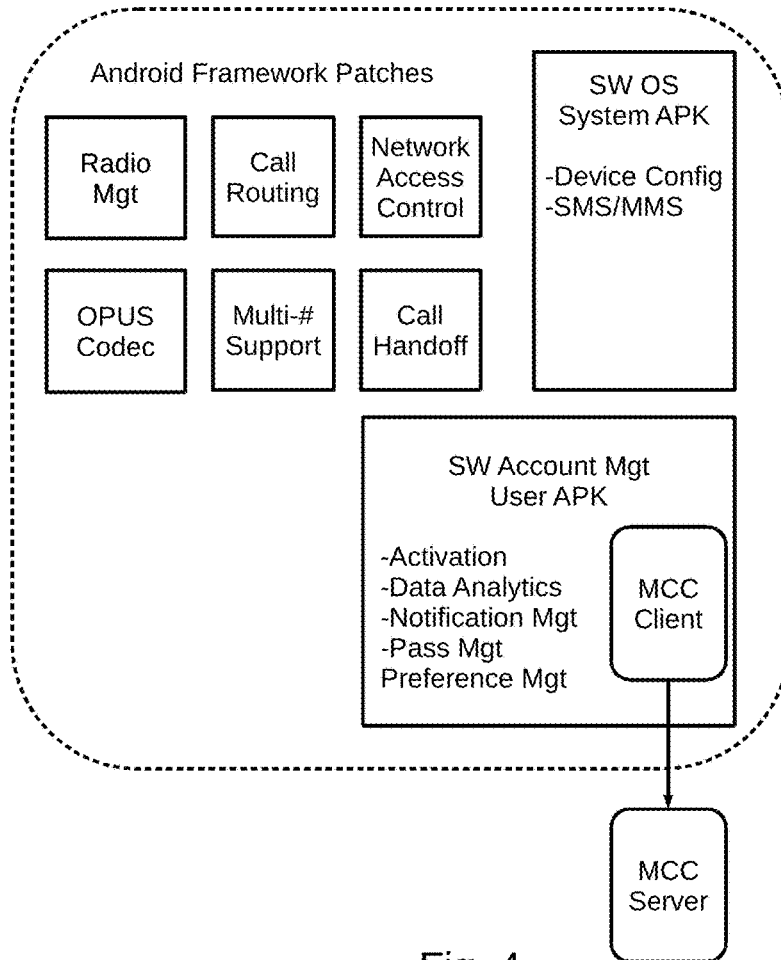 Android Framework Patches
Radio
Mgt
Call
Routing
Network
Access
Control
OPUS
Codec
Multi-#
Support
Call
Handoff
SW OS
System APK
-Device Config
-SMS/MMS
SW Account Mgt
User APK
-Activation
-Data Analytics
-Notification Mgt
-Pass Mgt
Preference Mgt
MCC
Client
MCC
Server
Fig. 4